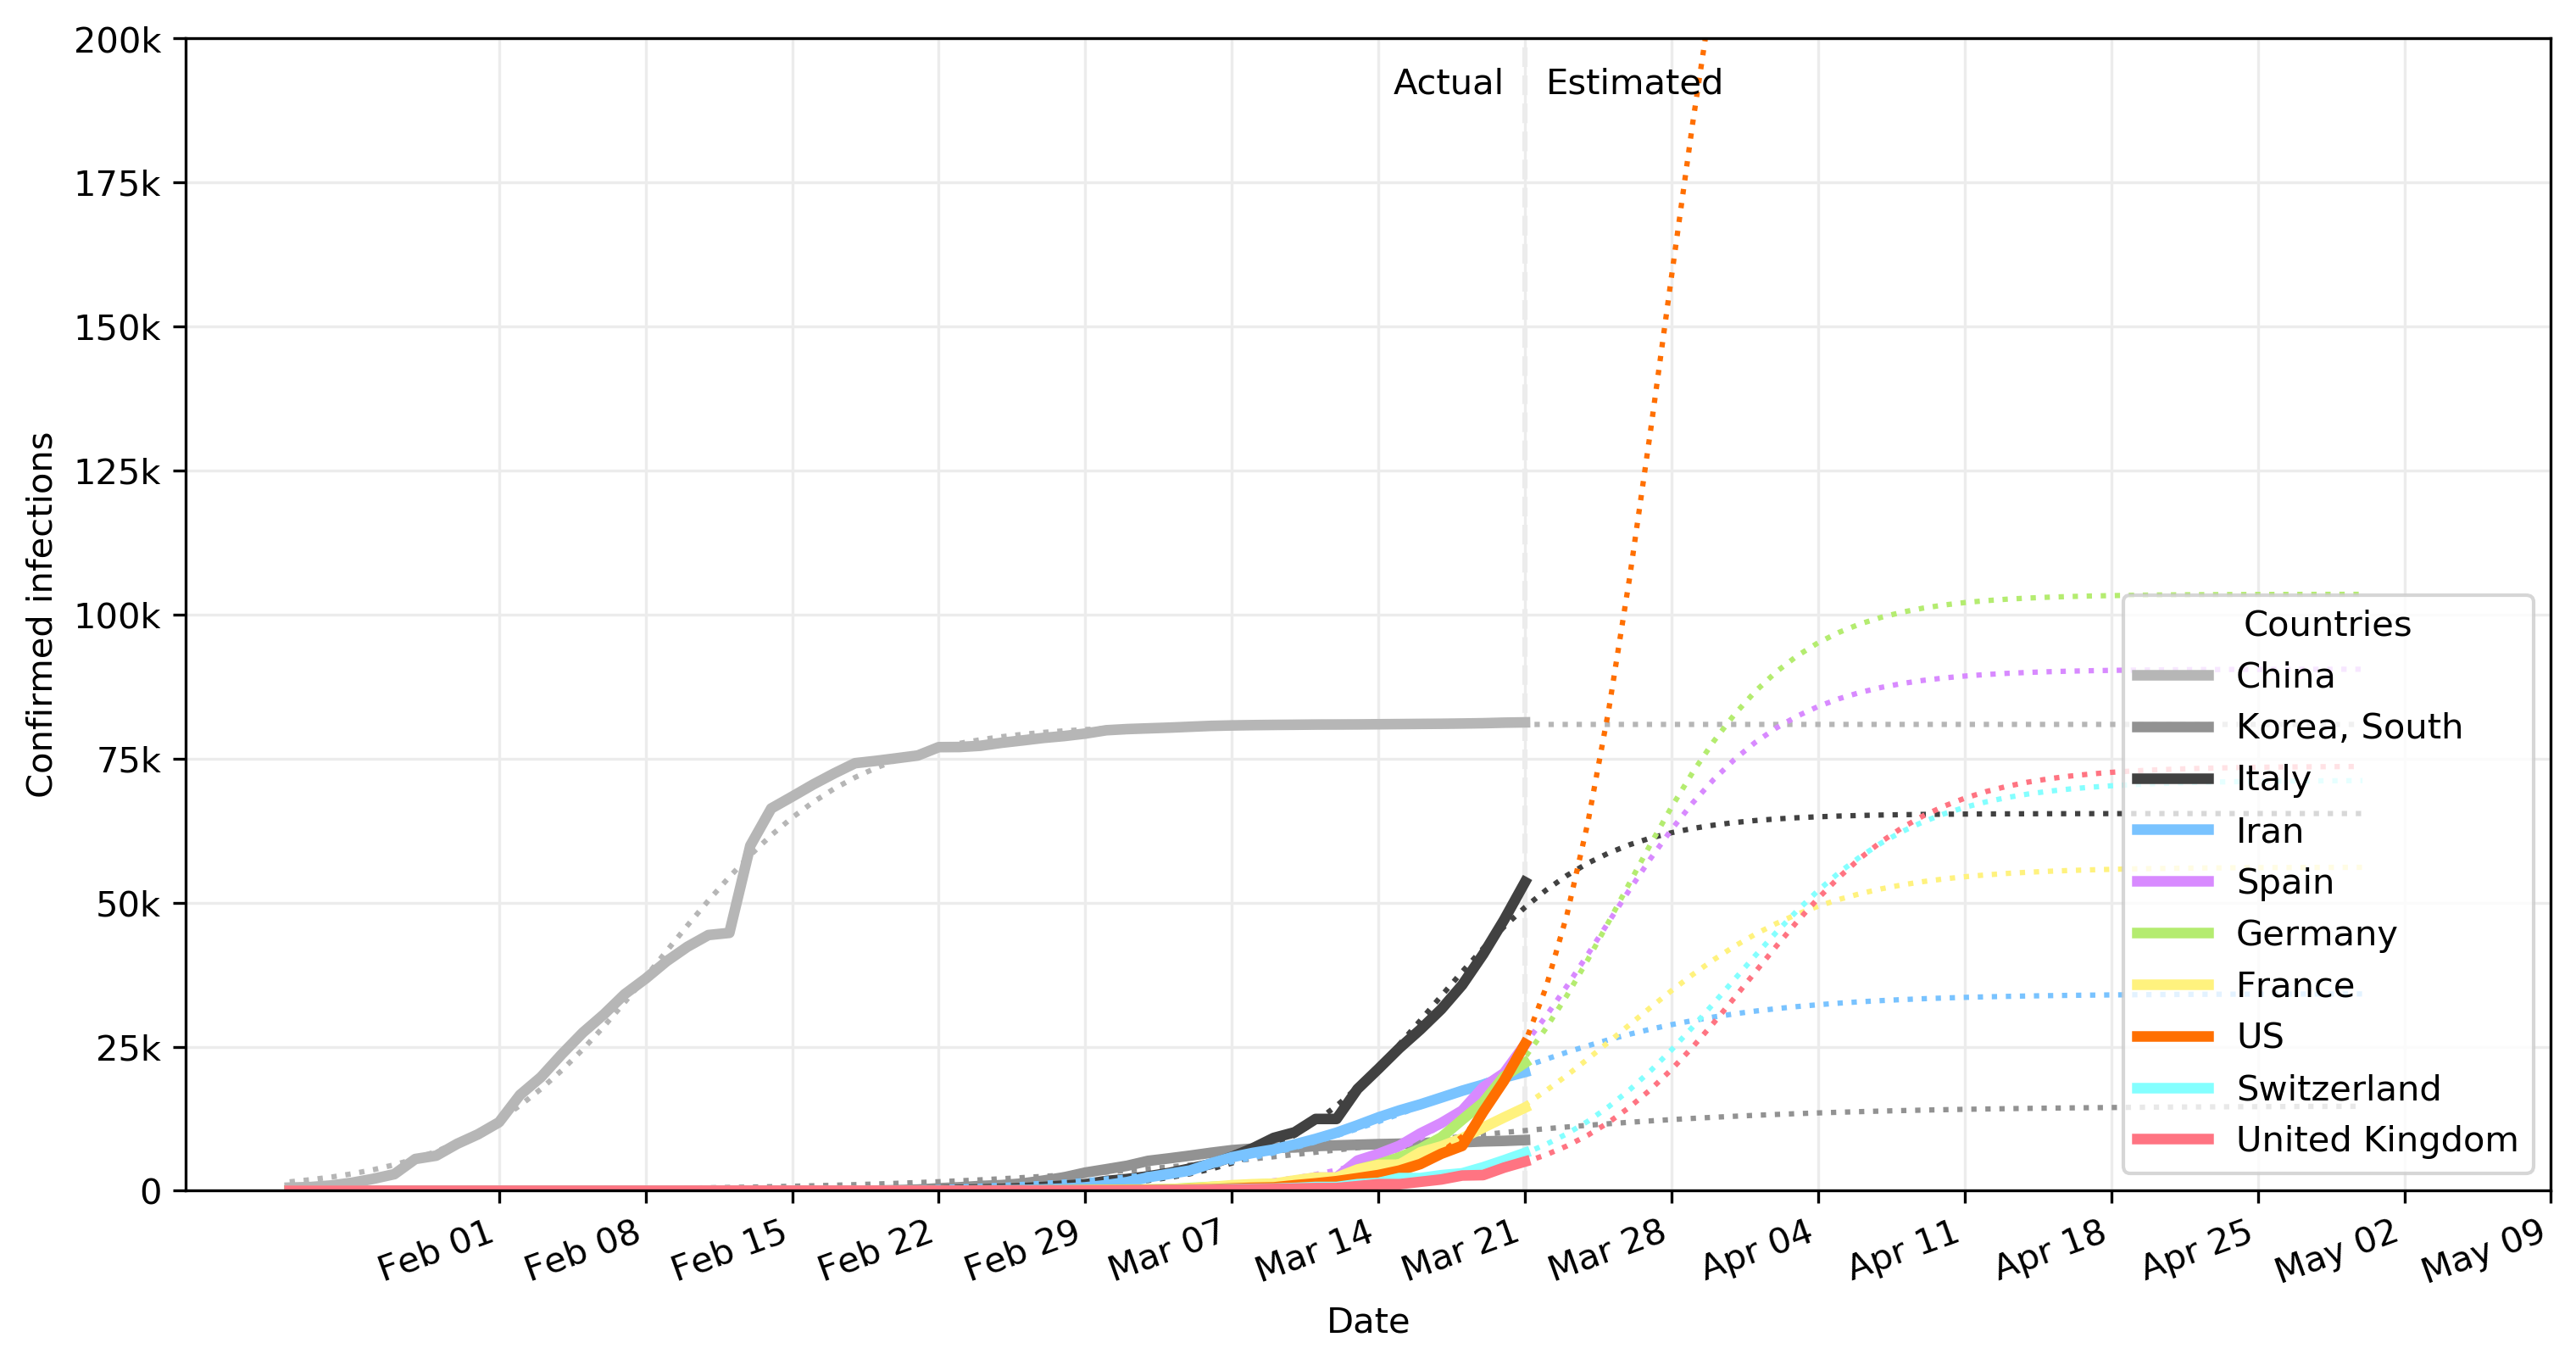 200k
175k
150k
125k
100k
75k
50k
25k
0
Confirmed infections
Actual
Estimated
Countries
China
Korea, South
Italy
Iran
Spain
Germany
France
US
Switzerland
United Kingdom
Feb 01
Feb 08
Feb 15
Feb 22
Feb 29
Mar 07
Mar 14
Mar 21
Mar 28
Apr 04
Apr 11
Apr 18
Apr 25
May 02
May 09
Date